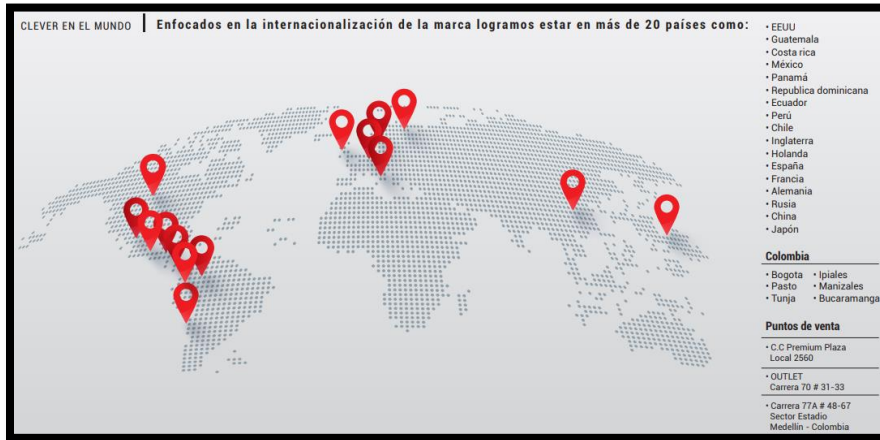 CLEVER EN EL MUNDO | Enfocados en la internacionalización de la marca logramos estar en más de 20 países como:
• EEUU
• Guatemala
• Costa rica
• México
• Panamá
• Republica dominicana
• Ecuador
• Perú
• Chile
• Inglaterra
• Holanda
• España
• Francia
• Alemania
• Rusia
• China
• Japón
Colombia
• Bogota • Ipiales
• Pasto • Manizales
• Tunja • Bucaramanga
Puntos de venta
• C.C Premium Plaza
Local 2560
• OUTLET
Carrera 70 # 31-33
• Carrera 77A # 48-67
Sector Estadio
Medellín - Colombia